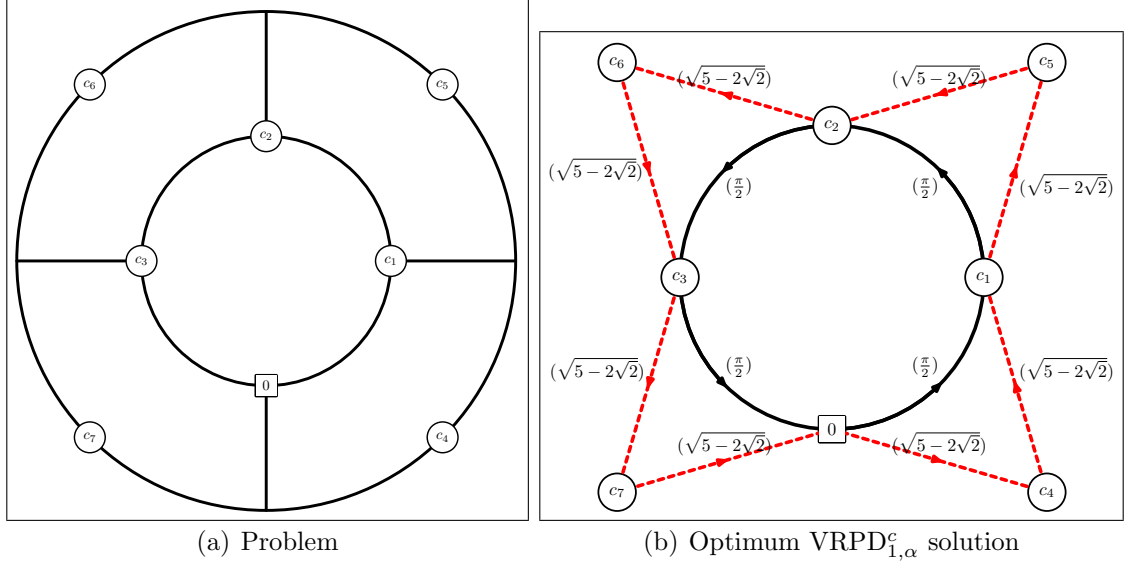 c₆
c₅
c₂
c₃
c₁
0
c₇
c₄
(a) Problem
c₆
c₅
(√(5 − 2√2))
(√(5 − 2√2))
c₂
(√(5 − 2√2))
(π/2)
(π/2)
(√(5 − 2√2))
c₃
c₁
(√(5 − 2√2))
(π/2)
(π/2)
(√(5 − 2√2))
0
(√(5 − 2√2))
(√(5 − 2√2))
c₇
c₄
(b) Optimum VRPD^c_{1,α} solution